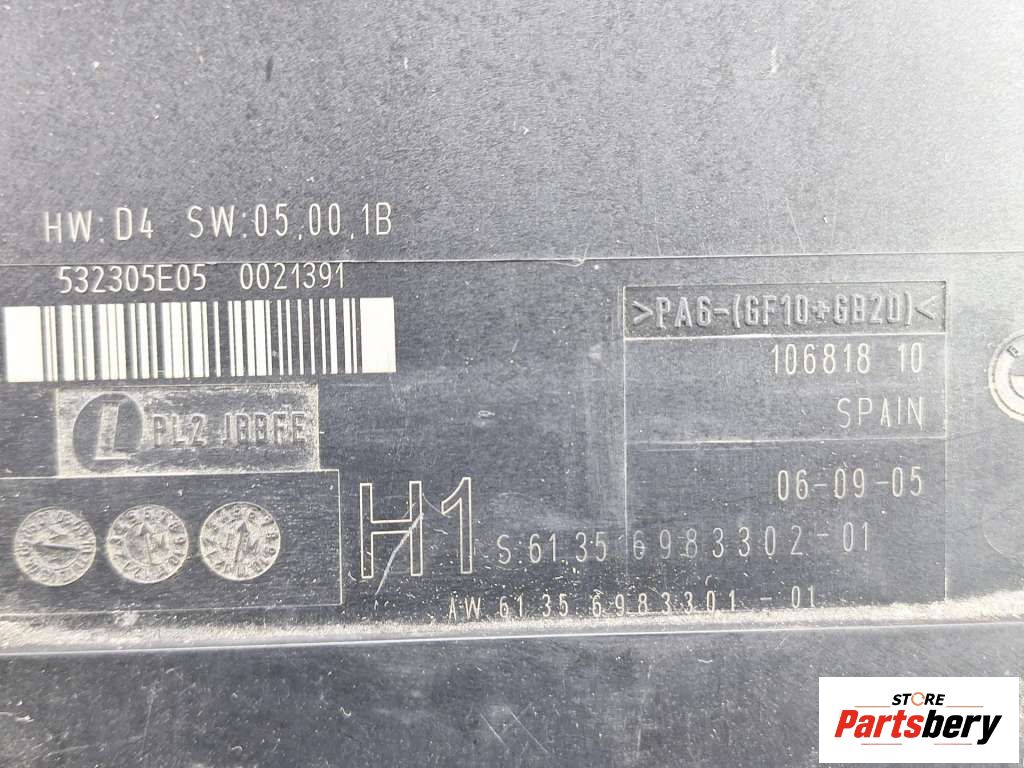 HW:D4 SW:05.00.1B
532305E05 0021391
>PA6-(GF10+GB20)<
106818 10
SPAIN
L PL2
06-09-05
H1
S 61.35 6983302-01
AW 61 35 6983301-01
STORE
Partsbery